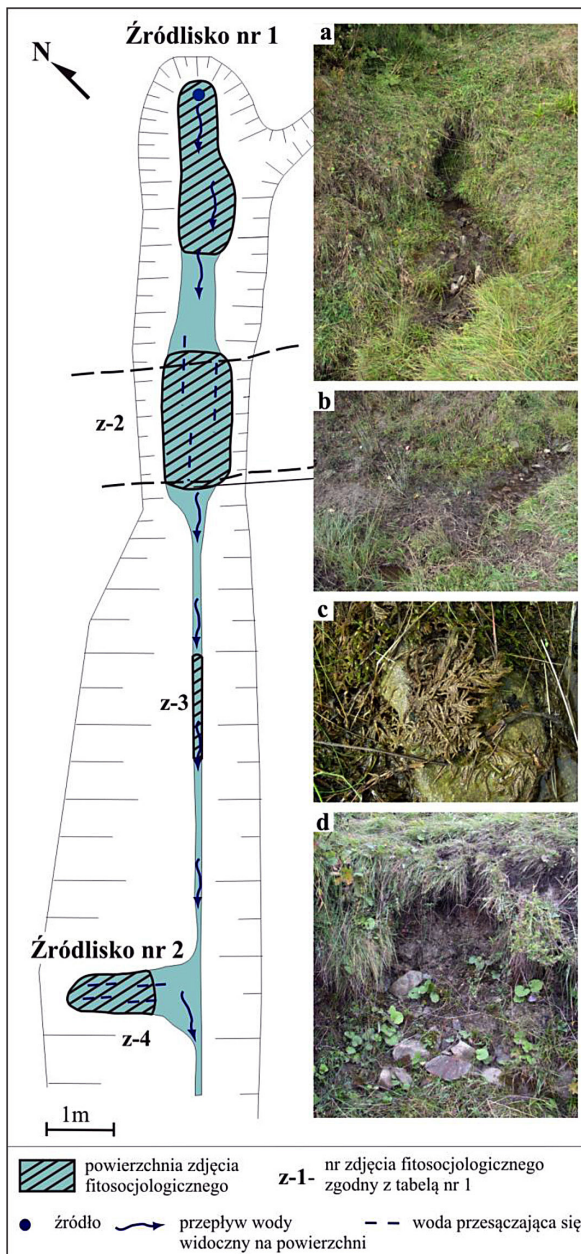 Źródlisko nr 1
N
a
b
z-2
c
z-3
d
Źródlisko nr 2
z-4
1m
powierzchnia zdjęcia
fitosocjologicznego
z-1- nr zdjęcia fitosocjologicznego
zgodny z tabelą nr 1
źródło
przepływ wody
widoczny na powierzchni
woda przesączająca się